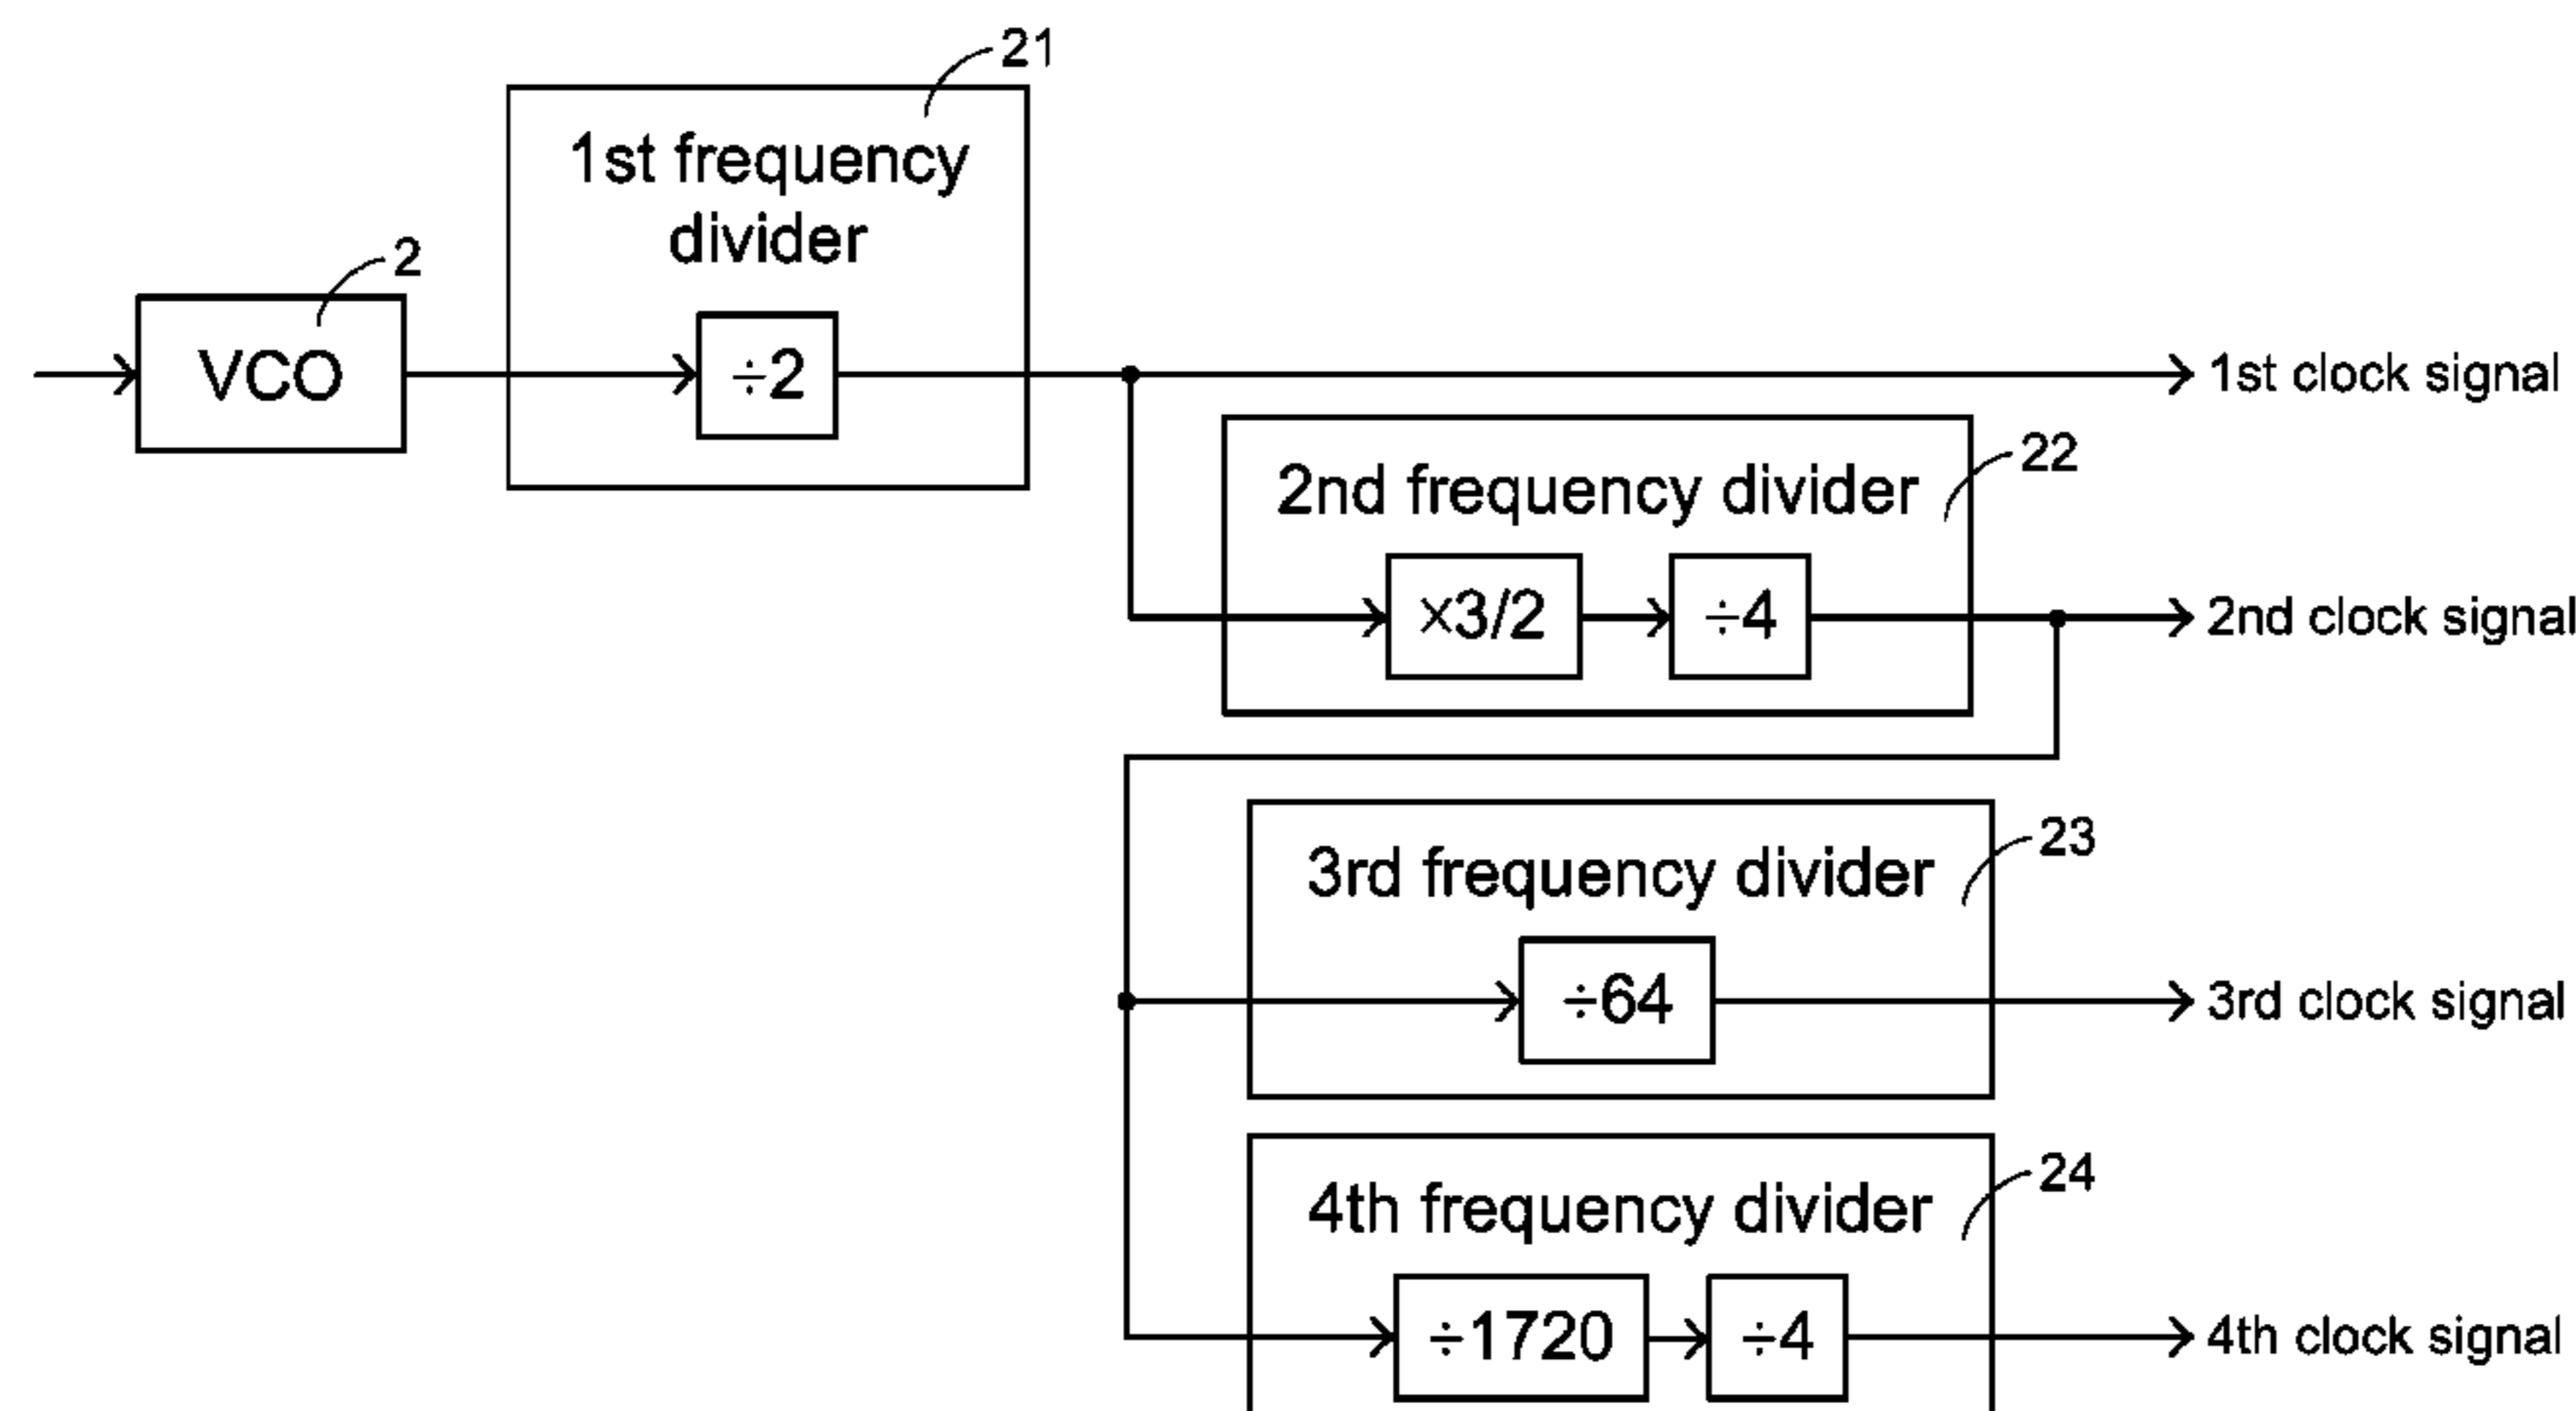 21
1st frequency
divider
2
VCO
÷2
1st clock signal
22
2nd frequency divider
×3/2
÷4
2nd clock signal
23
3rd frequency divider
÷64
3rd clock signal
24
4th frequency divider
÷1720
÷4
4th clock signal